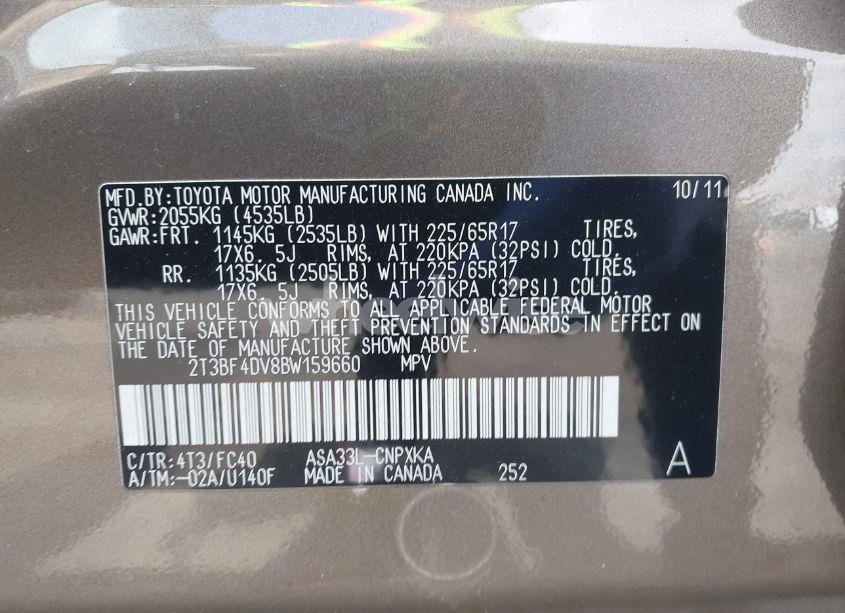 MFD.BY:TOYOTA MOTOR MANUFACTURING CANADA INC. 10/11
GVWR:2055KG (4535LB)
GAWR:FRT. 1145KG (2535LB) WITH 225/65R17 TIRES,
17X6. 5J RIMS, AT 220KPA (32PSI) COLD.
RR. 1135KG (2505LB) WITH 225/65R17 TIRES,
17X6. 5J RIMS, AT 220KPA (32PSI) COLD.
THIS VEHICLE CONFORMS TO ALL APPLICABLE FEDERAL MOTOR
VEHICLE SAFETY AND THEFT PREVENTION STANDARDS IN EFFECT ON
THE DATE OF MANUFACTURE SHOWN ABOVE.
2T3BF4DV8BW159660 MPV
C/TR:4T3/FC40 ASA33L-CNPXKA
A/TM:-02A/U140F MADE IN CANADA 252 A